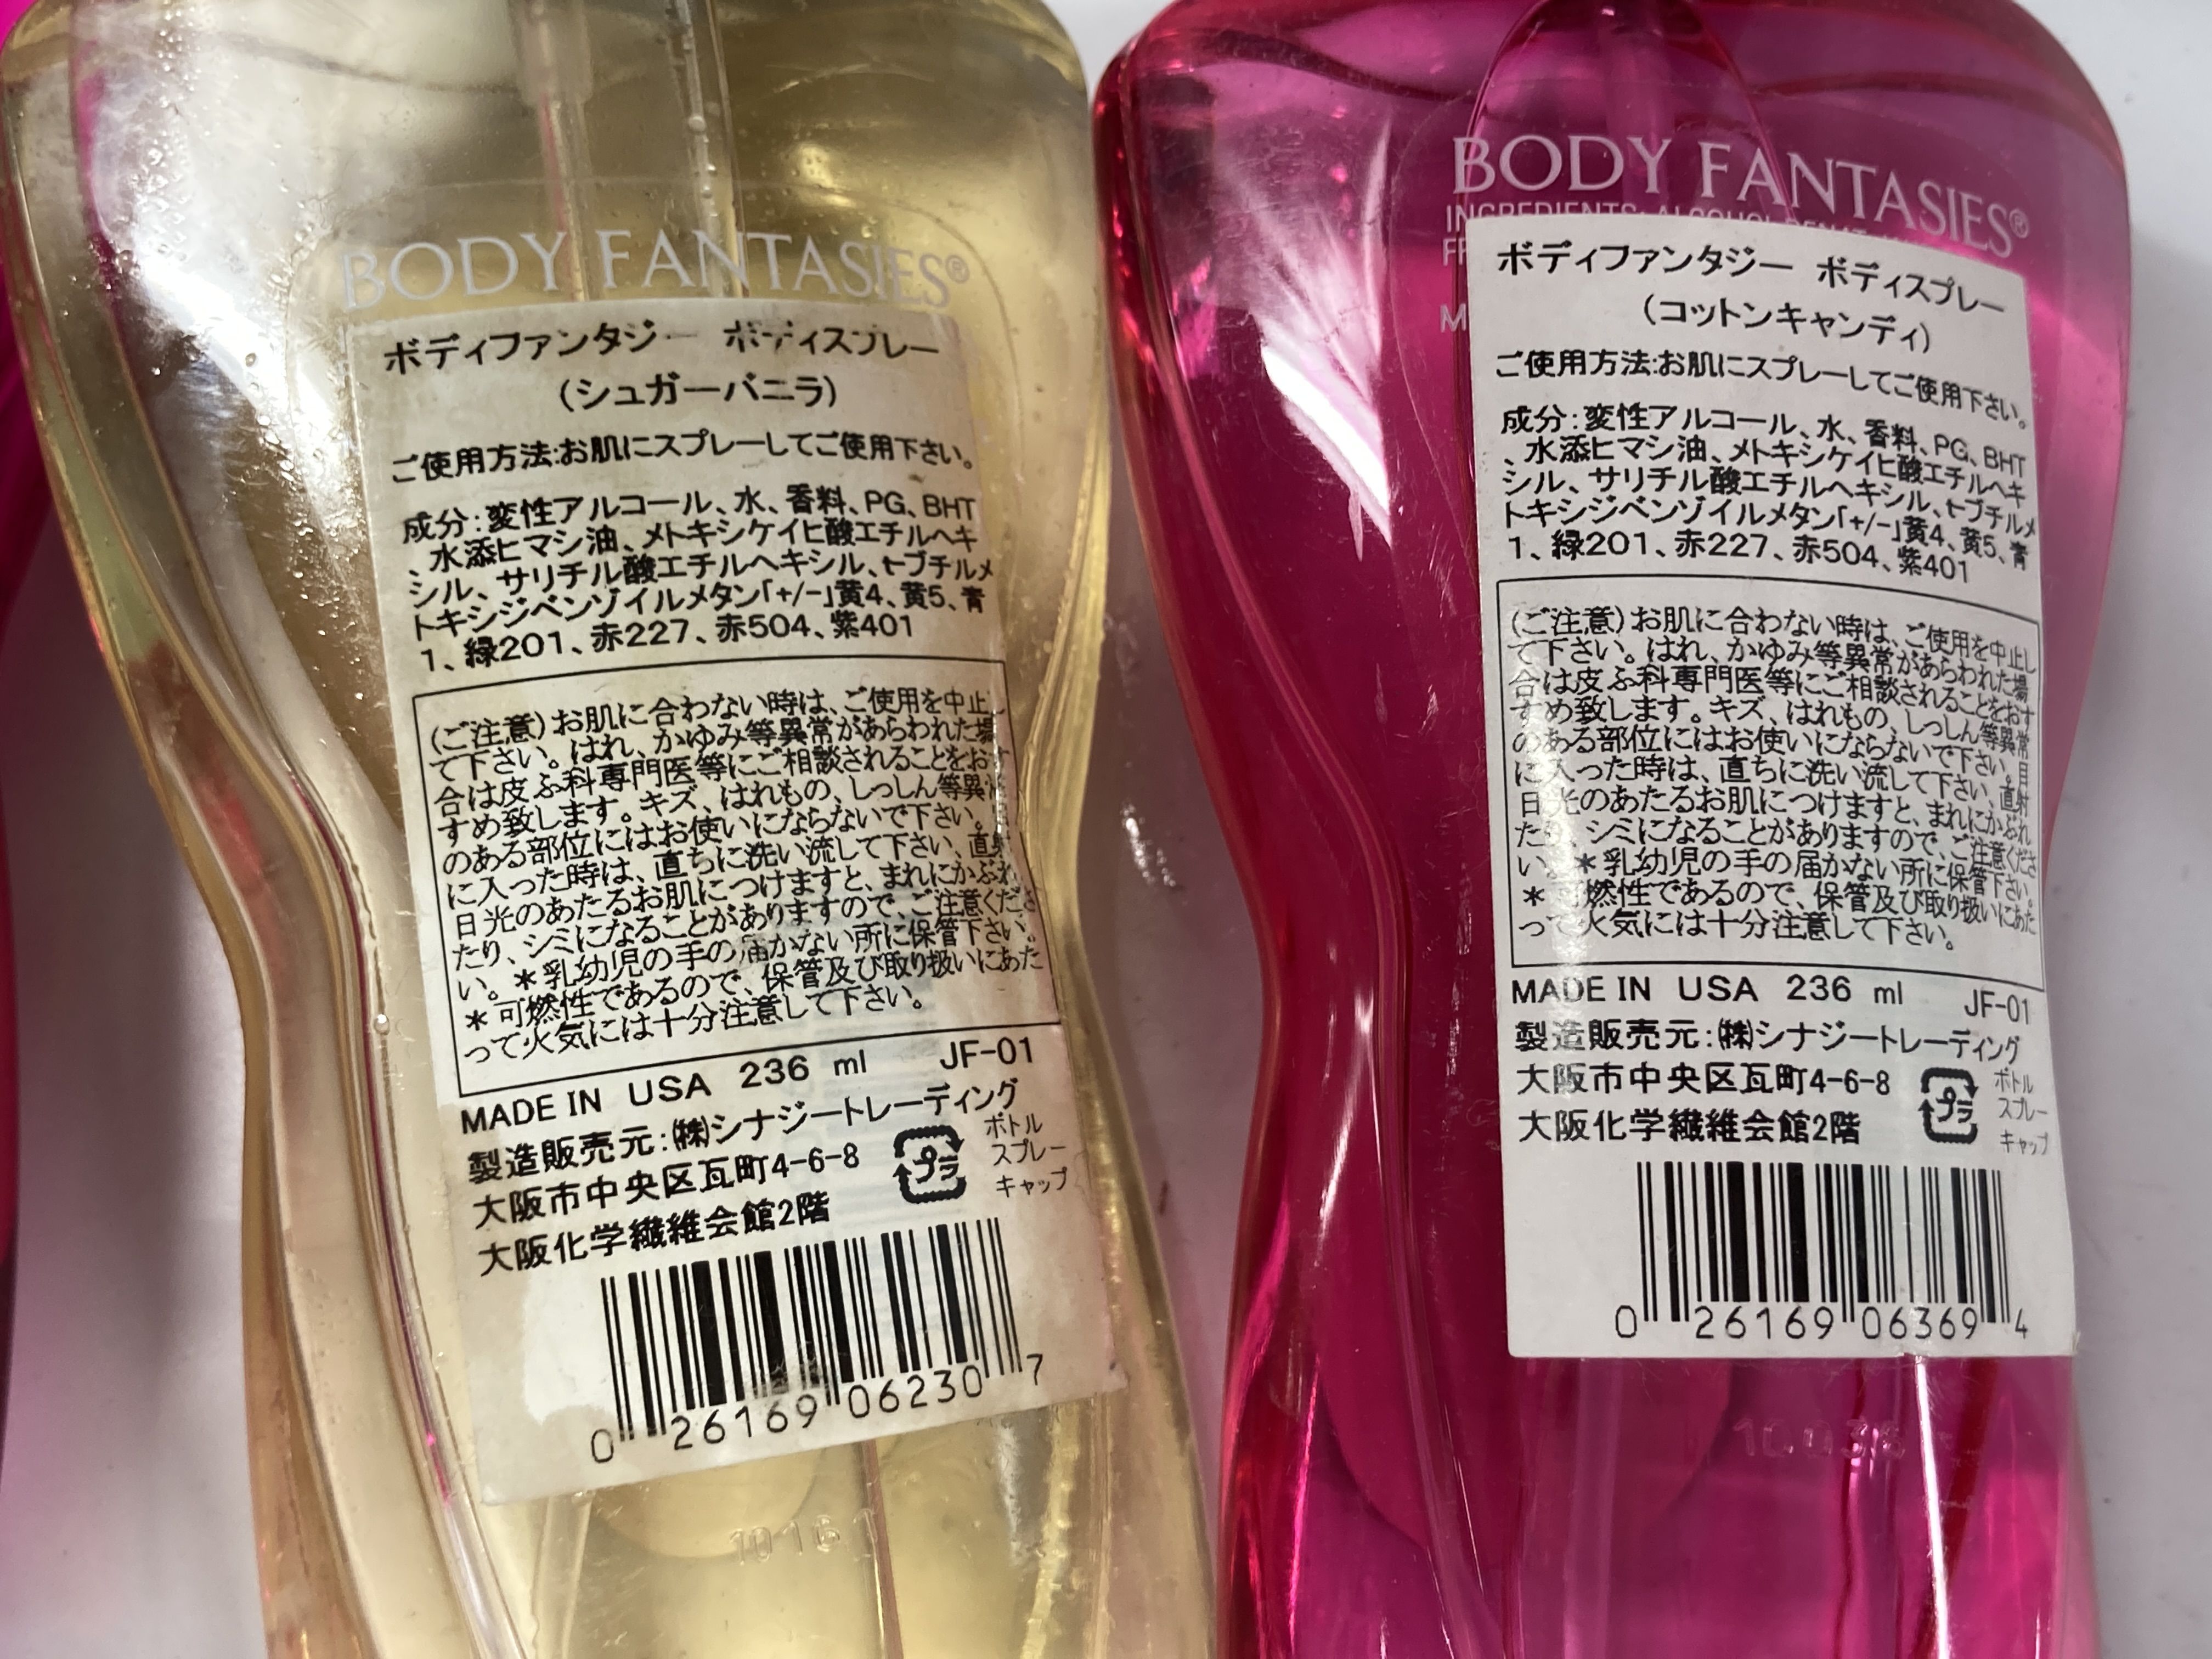 BODY FANTASIES®
ボディファンタジー ボディスプレー
(シュガーバニラ)
ご使用方法:お肌にスプレーしてご使用下さい。
成分:変性アルコール、水、香料、PG、BHT
、水添ヒマシ油、メトキシケイヒ酸エチルヘキ
シル、サリチル酸エチルヘキシル、t-ブチルメ
トキシジベンゾイルメタン「+/-」黄4、黄5、青
1、緑201、赤227、赤504、紫401
(ご注意)お肌に合わない時は、ご使用を中止し
て下さい。はれ、かゆみ等異常があらわれた場
合は皮ふ科専門医等にご相談されることをおす
すめ致します。キズ、はれもの、しっしん等異常
のある部位にはお使いにならないで下さい。
に入った時は、直ちに洗い流して下さい、直射
日光のあたるお肌につけますと、まれにかぶれ
たり、シミになることがありますので、ご注意くださ
い。＊乳幼児の手の届かない所に保管下さい。
＊可燃性であるので、保管及び取り扱いにあた
って火気には十分注意して下さい。
MADE IN USA 236 ml JF-01
製造販売元:㈱シナジートレーディング
大阪市中央区瓦町4-6-8
大阪化学繊維会館2階
プラ
ボトル
スプレー
キャップ
0 26169 06230 7
10 16 1
BODY FANTASIES®
INGREDIENTS: ALCOHOL DENAT
ボディファンタジー ボディスプレー
(コットンキャンディ)
ご使用方法:お肌にスプレーしてご使用下さい。
成分:変性アルコール、水、香料、PG、BHT
、水添ヒマシ油、メトキシケイヒ酸エチルヘキ
シル、サリチル酸エチルヘキシル、t-ブチルメ
トキシジベンゾイルメタン「+/-」黄4、黄5、青
1、緑201、赤227、赤504、紫401
(ご注意)お肌に合わない時は、ご使用を中止し
て下さい。はれ、かゆみ等異常があらわれた場
合は皮ふ科専門医等にご相談されることをおす
すめ致します。キズ、はれもの、しっしん等異常
のある部位にはお使いにならないで下さい。目
に入った時は、直ちに洗い流して下さい、直射
日光のあたるお肌につけますと、まれにかぶれ
たり、シミになることがありますので、ご注意くださ
い。＊乳幼児の手の届かない所に保管下さい。
＊可燃性であるので、保管及び取り扱いにあた
って火気には十分注意して下さい。
MADE IN USA 236 ml JF-01
製造販売元:㈱シナジートレーディング
大阪市中央区瓦町4-6-8
大阪化学繊維会館2階
プラ
ボトル
スプレー
キャップ
0 26169 06369 4